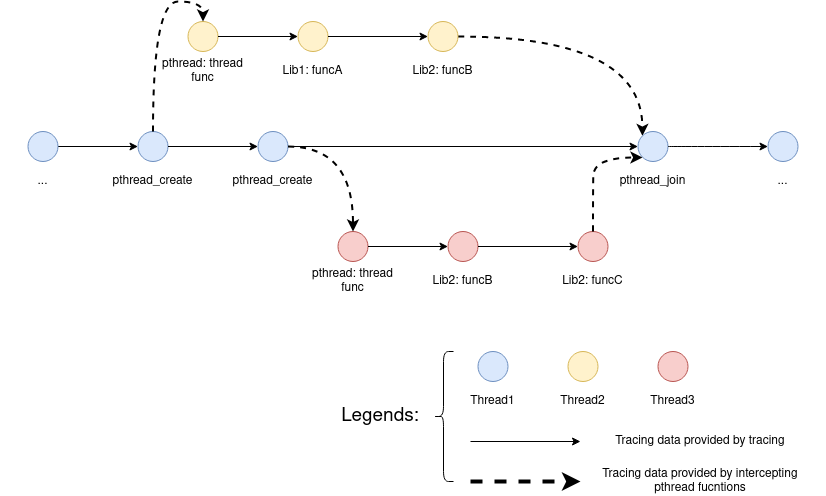 pthread: thread
func
Lib1: funcA
Lib2: funcB
...
pthread_create
pthread_create
pthread_join
...
pthread: thread
func
Lib2: funcB
Lib2: funcC
Legends:
Thread1
Thread2
Thread3
Tracing data provided by tracing
Tracing data provided by intercepting
pthread fucntions